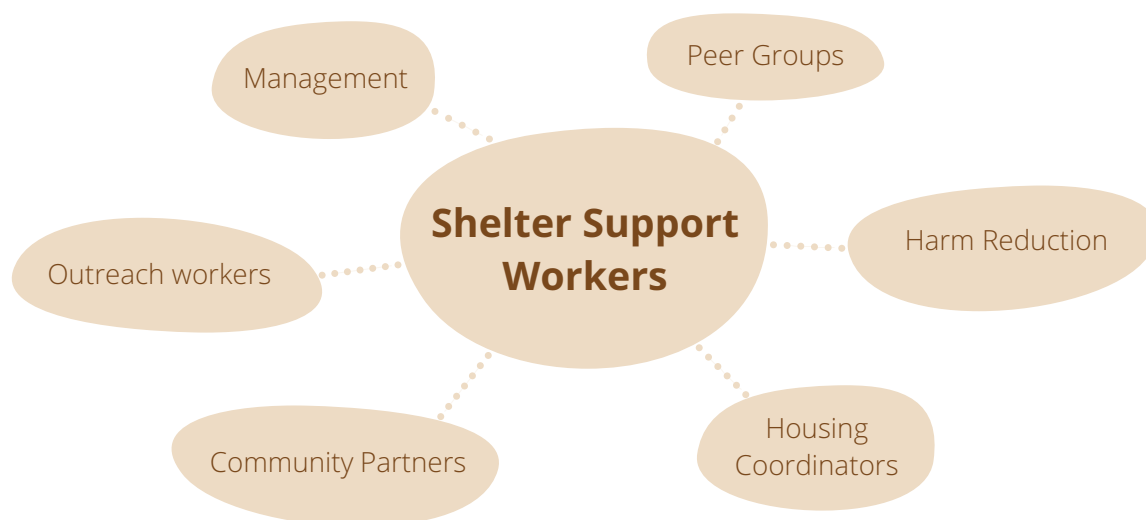 Management
Peer Groups
Shelter Support
Workers
Harm Reduction
Outreach workers
Community Partners
Housing
Coordinators